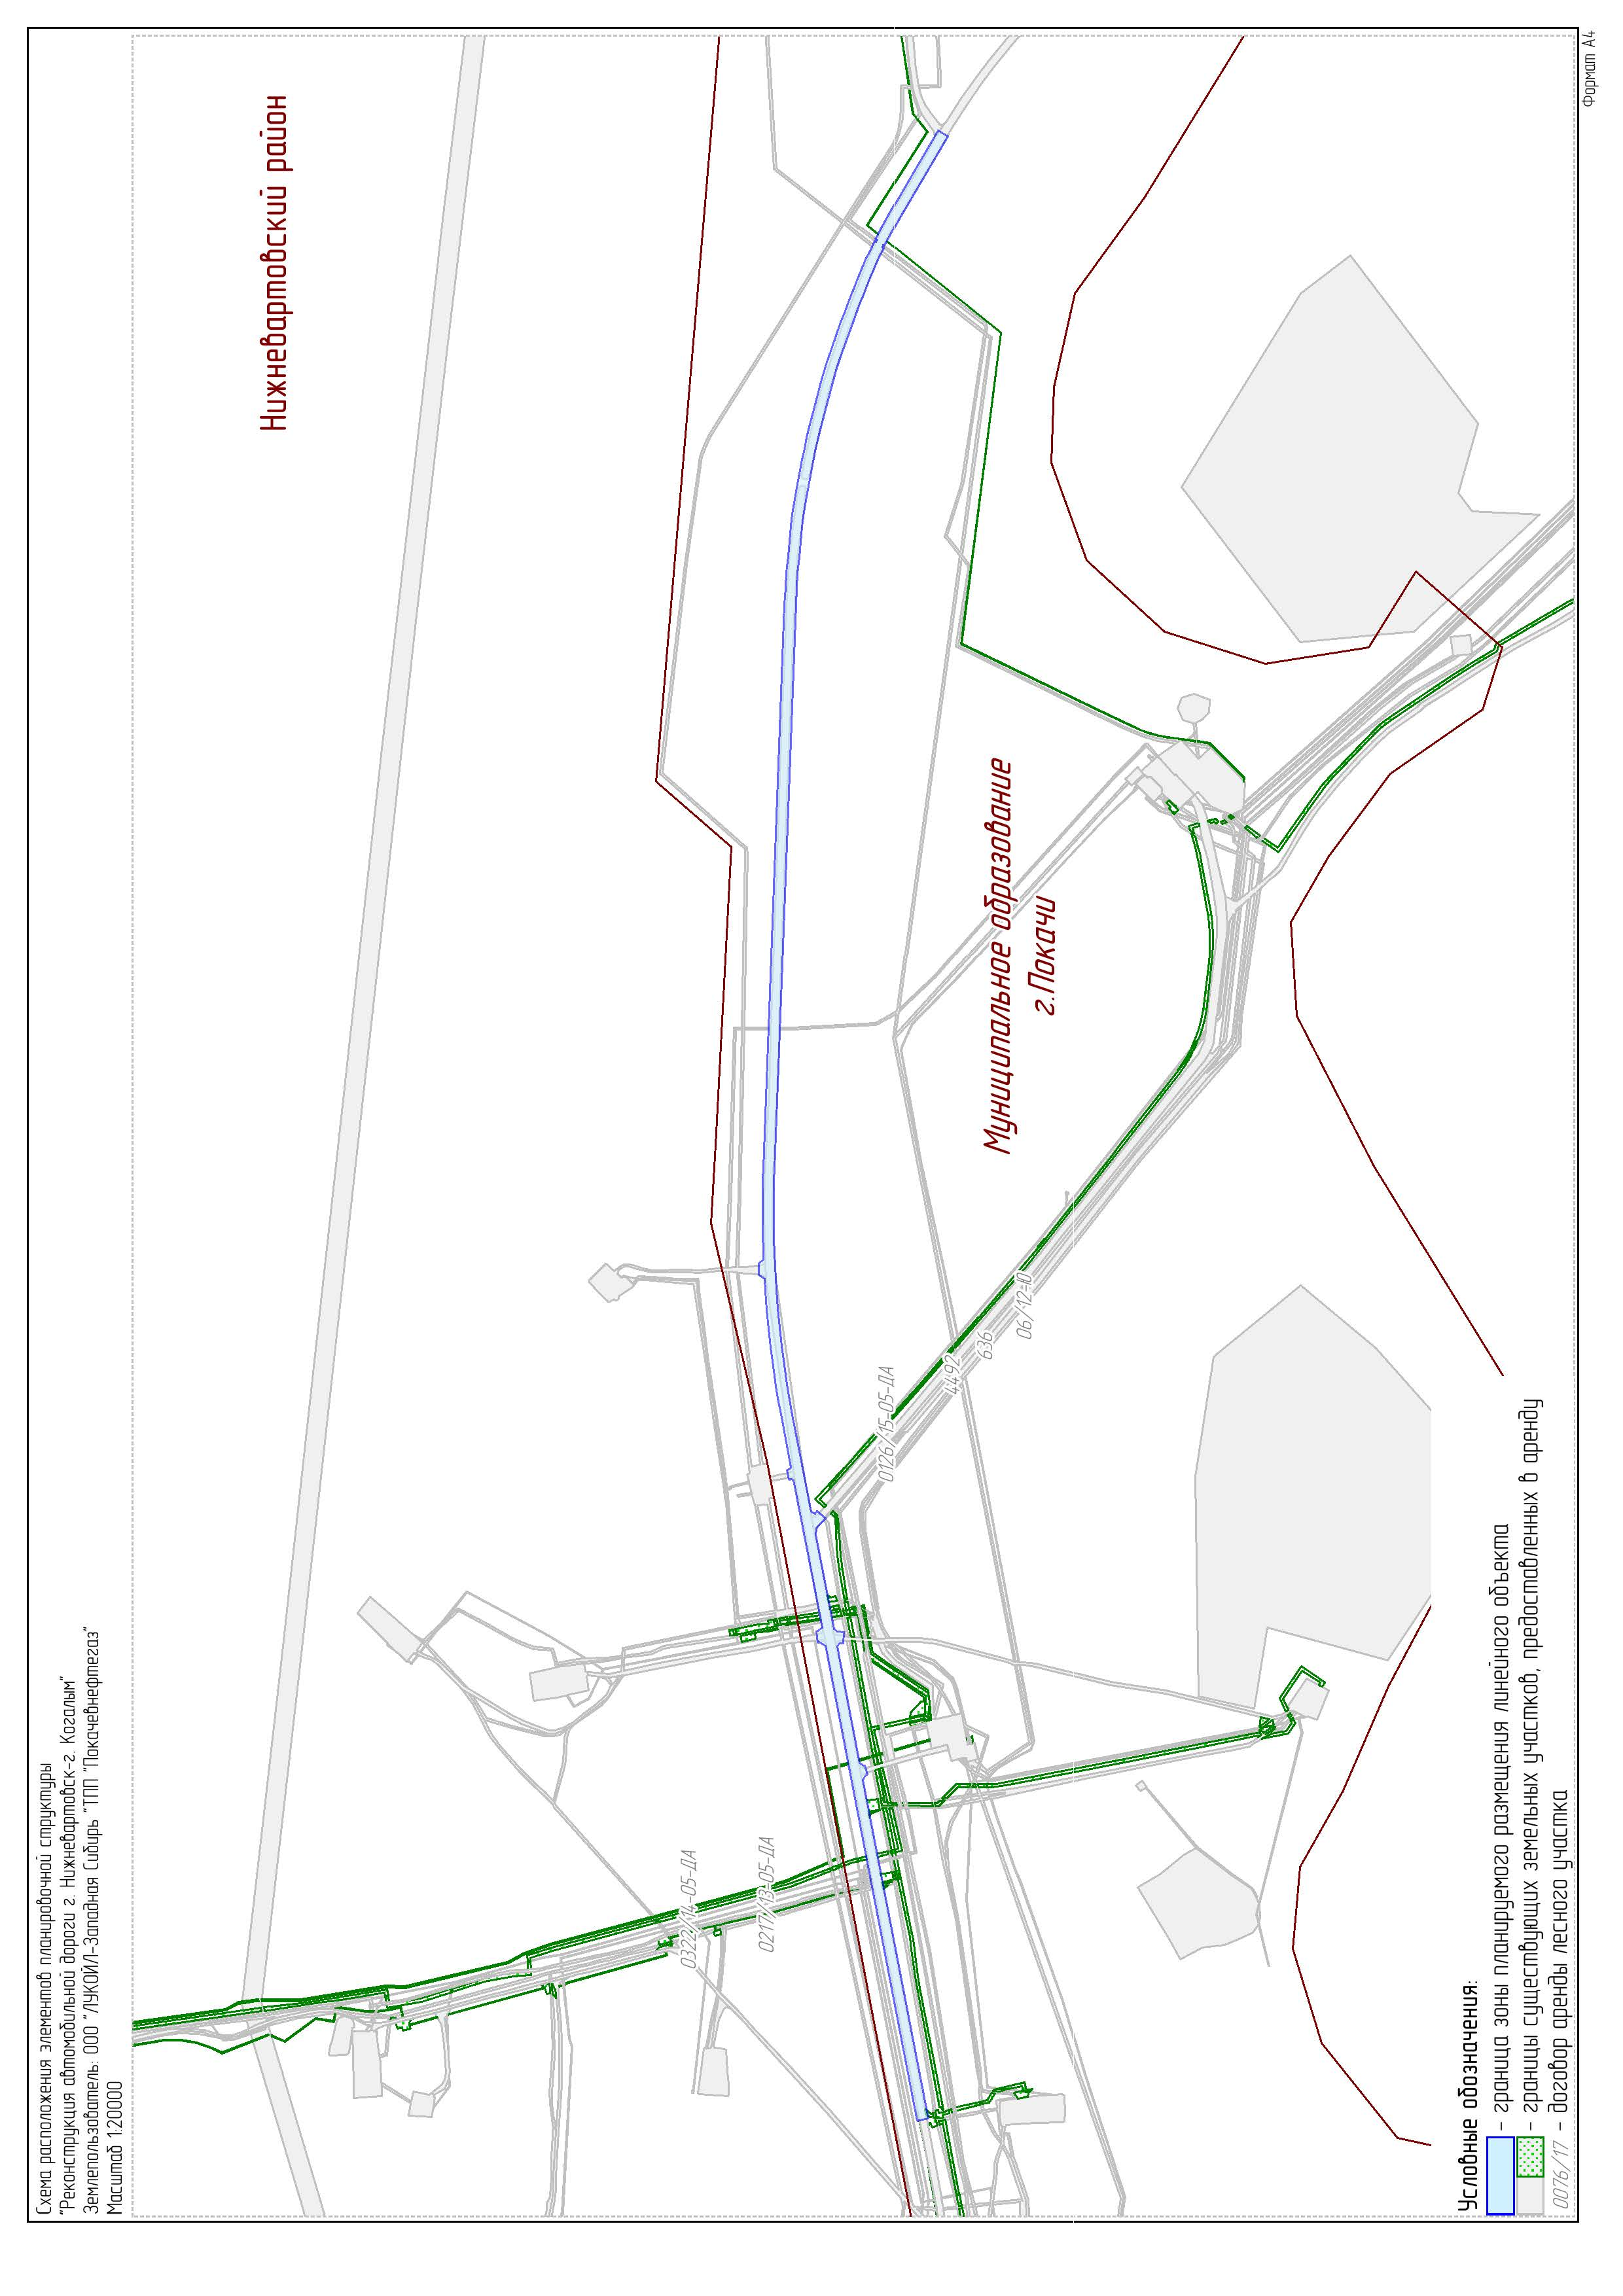 Схема расположения элементов планировочной структуры
"Реконструкция автомобильной дороги г. Нижневартовск-г. Когалым"
Землепользователь: ООО "ЛУКОЙЛ-Западная Сибирь "ТПП "Покачевнефтегаз"
Масштаб 1:20000
Нижневартовский район
Муниципальное образование
г.Покачи
0322/14-05-ДА
0217/13-05-ДА
0126/15-05-ДА
4492
636
06/12-10
Условные обозначения:
- граница зоны планируемого размещения линейного объекта
- границы существующих земельных участков, предоставленных в аренду
0076/17 - договор аренды лесного участка
Формат А4